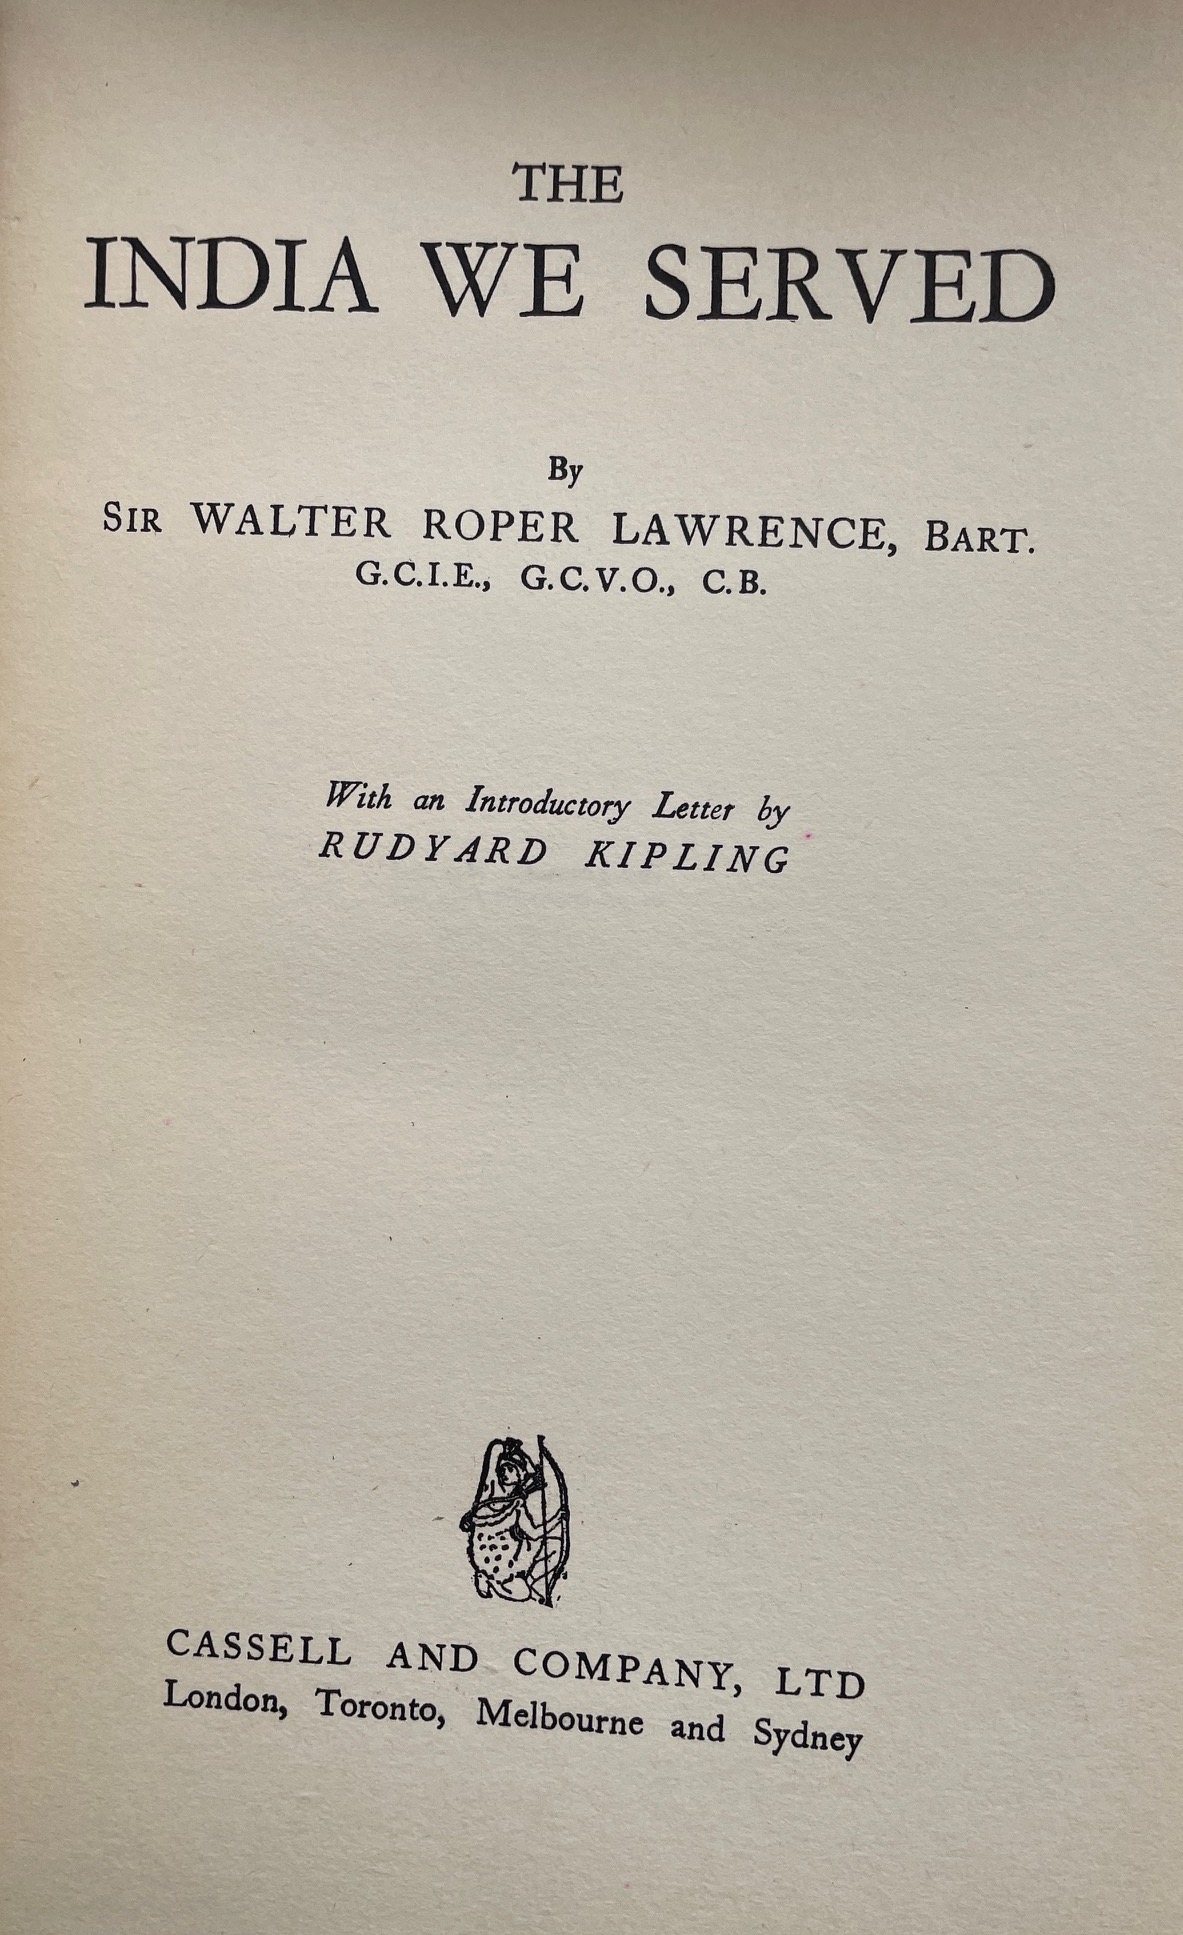 THE
INDIA WE SERVED
By
SIR WALTER ROPER LAWRENCE, BART.
G.C.I.E., G.C.V.O., C.B.
With an Introductory Letter by
RUDYARD KIPLING
CASSELL AND COMPANY, LTD
London, Toronto, Melbourne and Sydney